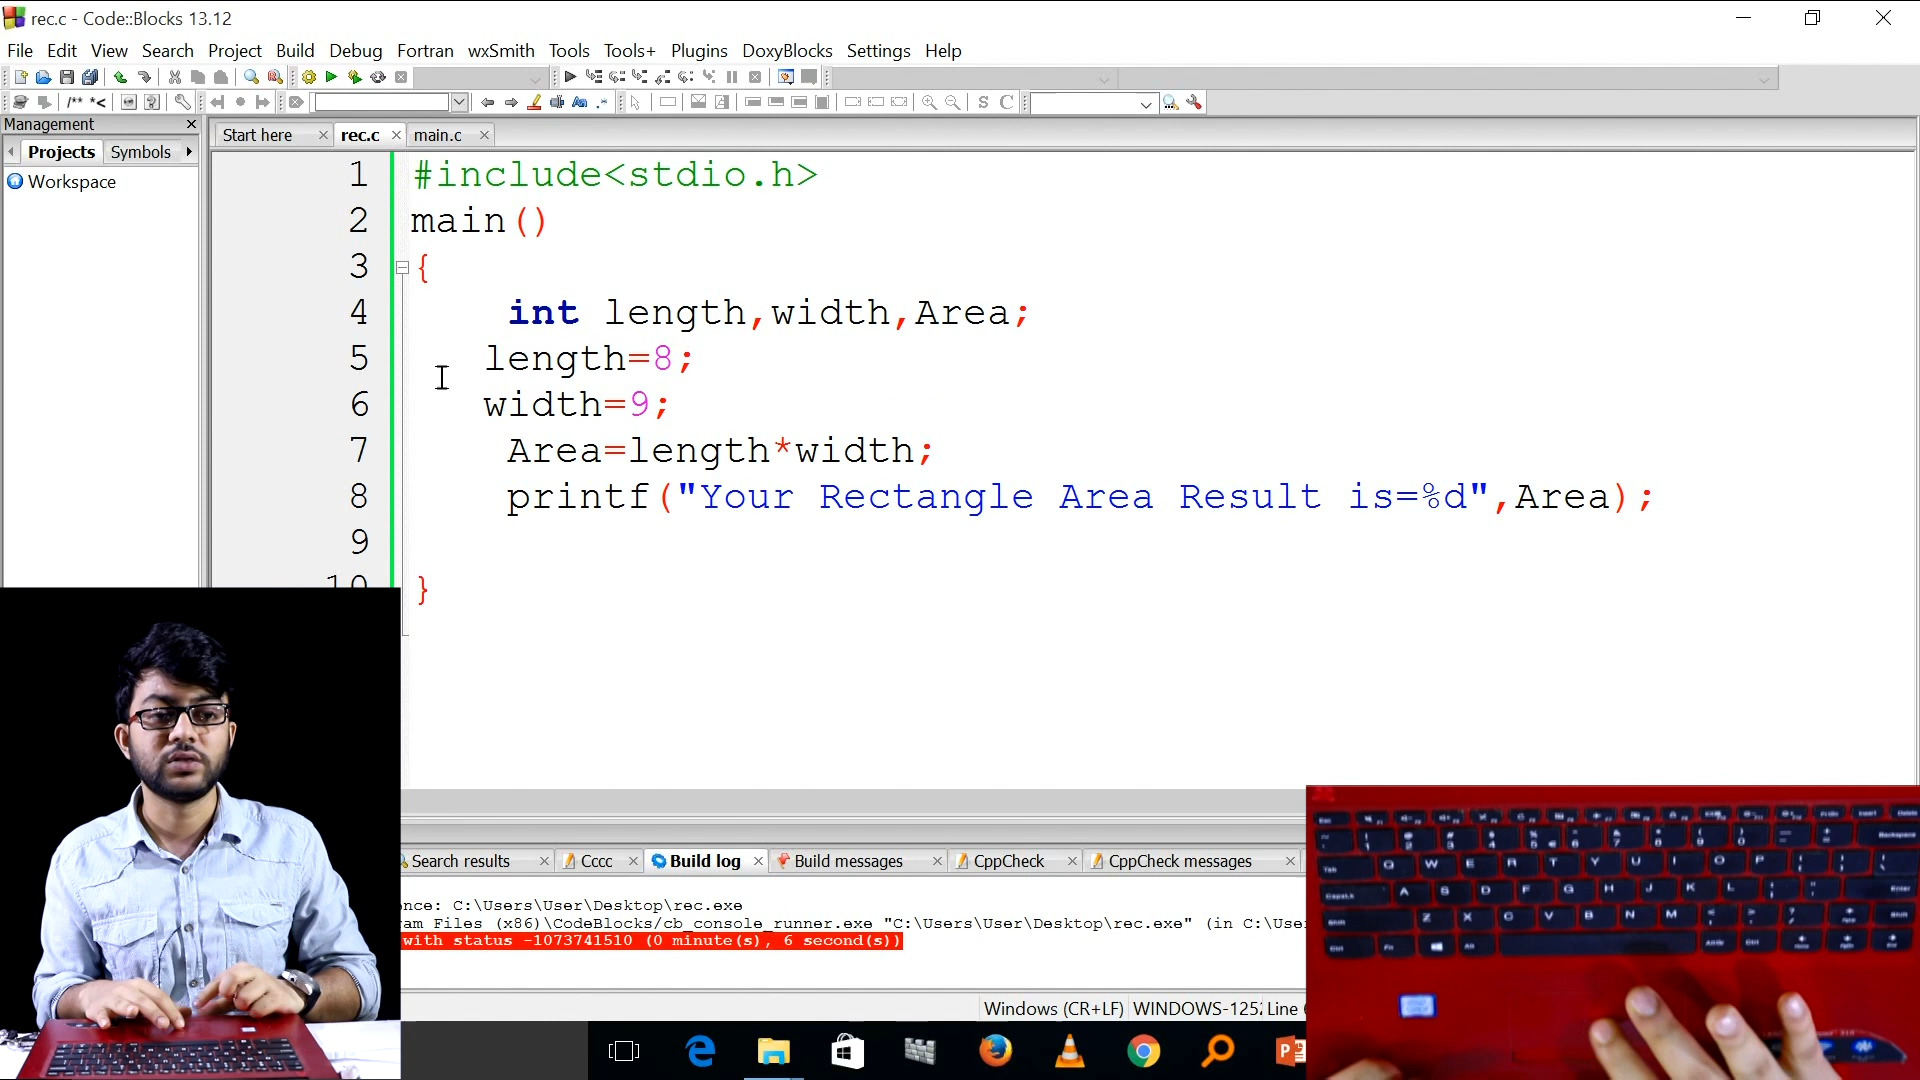 rec.c - Code::Blocks 13.12
File Edit View Search Project Build Debug Fortran wxSmith Tools Tools+ Plugins DoxyBlocks Settings Help
Management
Start here rec.c main.c
Projects Symbols
Workspace
1 #include<stdio.h>
2 main()
3 {
4 int length,width,Area;
5 length=8;
6 width=9;
7 Area=length*width;
8 printf("Your Rectangle Area Result is=%d",Area);
9
10 }
Search results Cccc Build log Build messages CppCheck CppCheck messages
once: C:\Users\User\Desktop\rec.exe
ram Files (x86)\CodeBlocks/cb_console_runner.exe "C:\Users\User\Desktop\rec.exe" (in C:\Use
with status -1073741510 (0 minute(s), 6 second(s))
Windows (CR+LF) WINDOWS-1252 Line